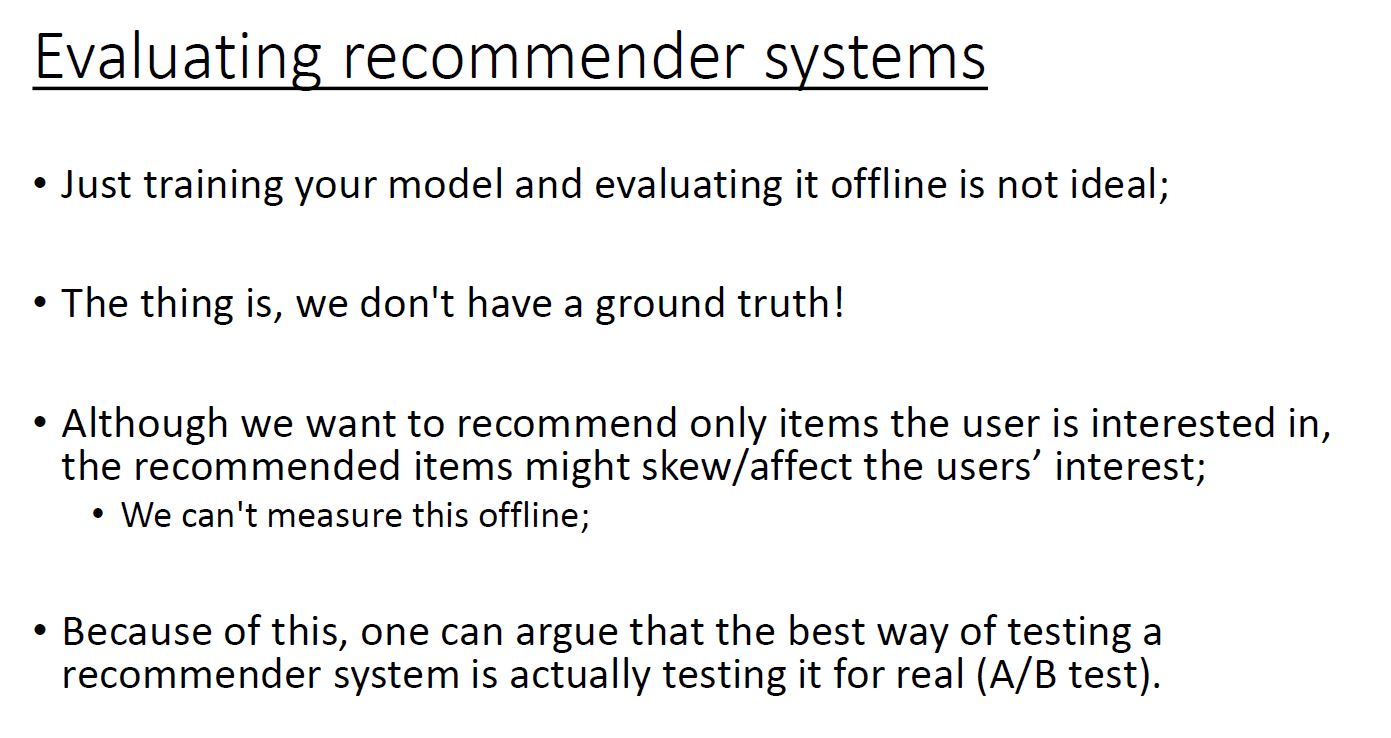 Evaluating recommender systems
• Just training your model and evaluating it offline is not ideal;
• The thing is, we don't have a ground truth!
• Although we want to recommend only items the user is interested in,
the recommended items might skew/affect the users’ interest;
• We can't measure this offline;
• Because of this, one can argue that the best way of testing a
recommender system is actually testing it for real (A/B test).